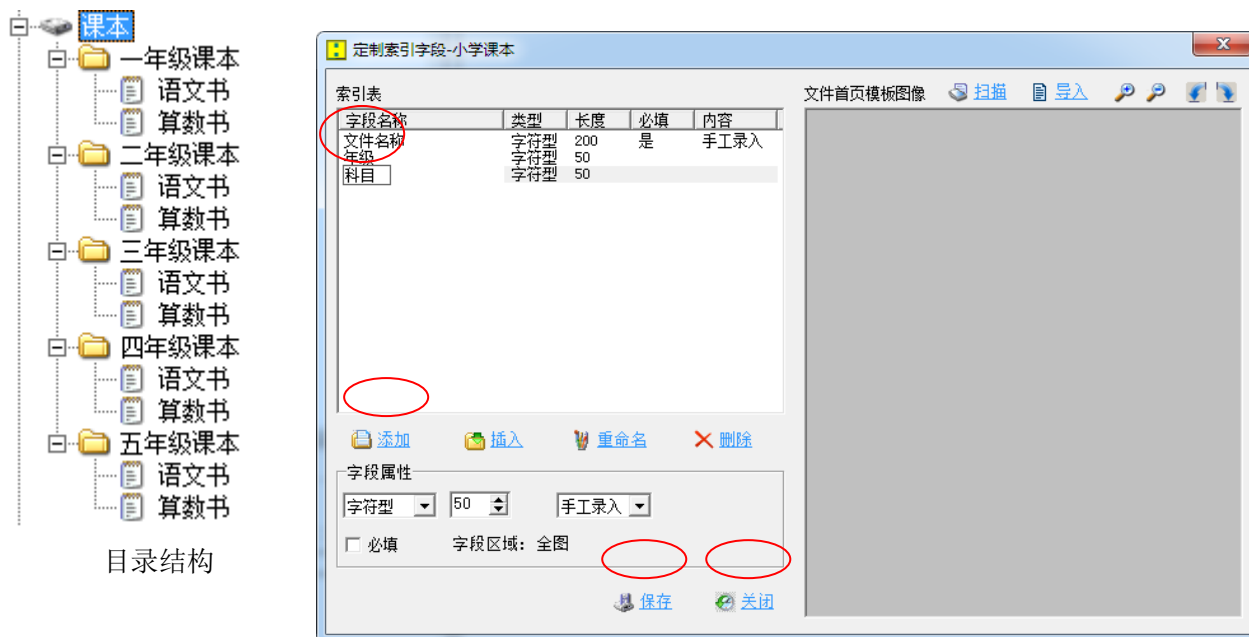 课本
一年级课本
语文书
算数书
二年级课本
语文书
算数书
三年级课本
语文书
算数书
四年级课本
语文书
算数书
五年级课本
语文书
算数书
目录结构
定制索引字段-小学课本
索引表
字段名称 类型 长度 必填 内容
文件名称 字符型 200 是 手工录入
年级 字符型 50
科目 字符型 50
添加 插入 重命名 删除
字段属性
字符型 50 手工录入
必填 字段区域：全图
保存 关闭
文件首页模板图像 扫描 导入